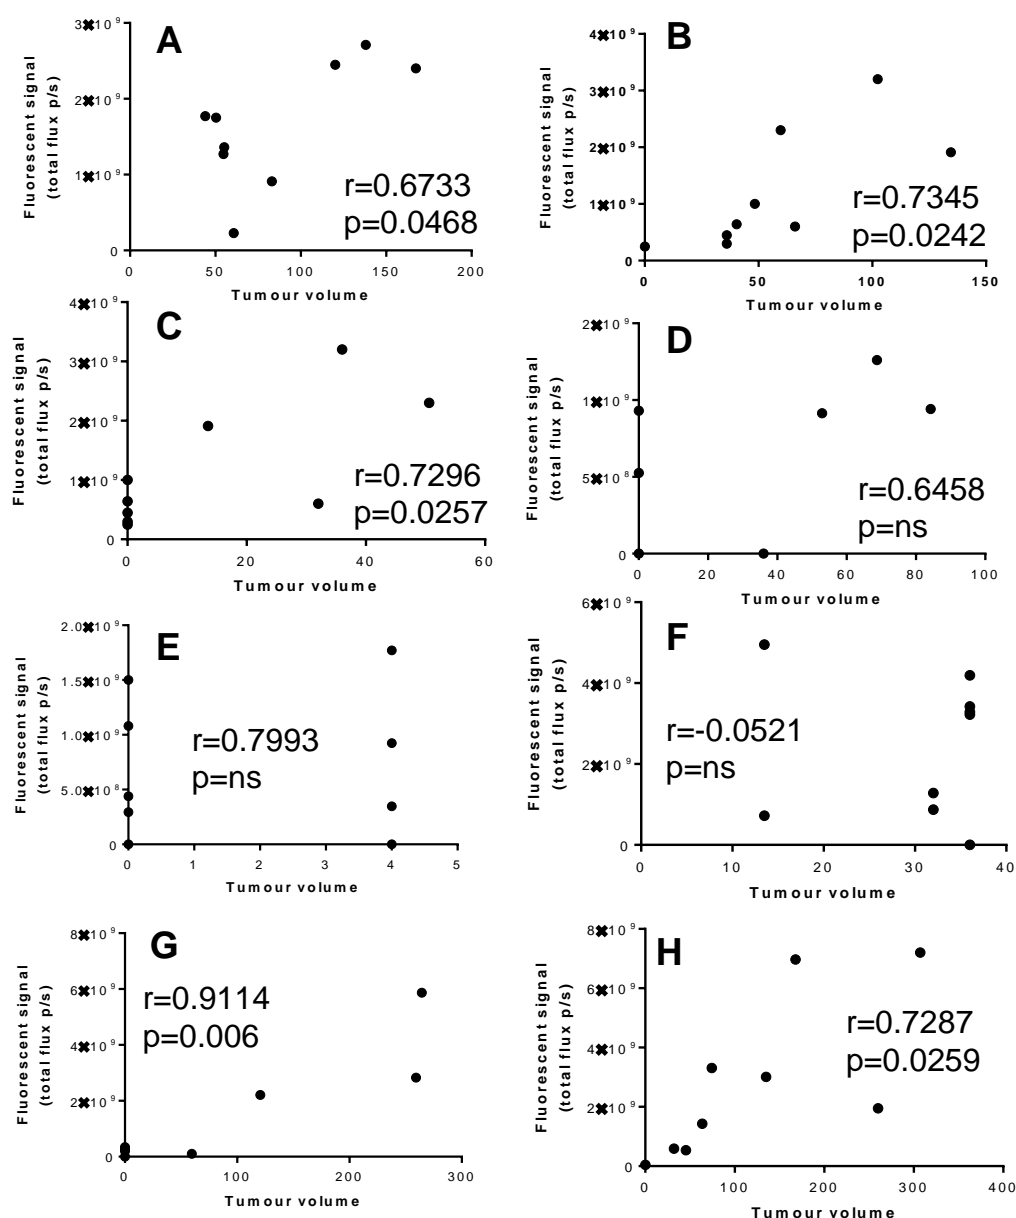 A
Fluorescent signal
(total flux p/s)
3✖10⁹
2✖10⁹
1✖10⁹
0
r=0.6733
p=0.0468
0 50 100 150 200
Tumour volume
B
Fluorescent signal
(total flux p/s)
4✖10⁹
3✖10⁹
2✖10⁹
1✖10⁹
0
r=0.7345
p=0.0242
0 50 100 150
Tumour volume
C
Fluorescent signal
(total flux p/s)
4✖10⁹
3✖10⁹
2✖10⁹
1✖10⁹
0
r=0.7296
p=0.0257
0 20 40 60
Tumour volume
D
Fluorescent signal
(total flux p/s)
2✖10⁹
1✖10⁹
5✖10⁸
0
r=0.6458
p=ns
0 20 40 60 80 100
Tumour volume
E
Fluorescent signal
(total flux p/s)
2.0✖10⁹
1.5✖10⁹
1.0✖10⁹
5.0✖10⁸
0
r=0.7993
p=ns
0 1 2 3 4 5
Tumour volume
F
Fluorescent signal
(total flux p/s)
6✖10⁹
4✖10⁹
2✖10⁹
0
r=-0.0521
p=ns
0 10 20 30 40
Tumour volume
G
Fluorescent signal
(total flux p/s)
8✖10⁹
6✖10⁹
4✖10⁹
2✖10⁹
0
r=0.9114
p=0.006
0 100 200 300
Tumour volume
H
Fluorescent signal
(total flux p/s)
8✖10⁹
6✖10⁹
4✖10⁹
2✖10⁹
0
r=0.7287
p=0.0259
0 100 200 300 400
Tumour volume